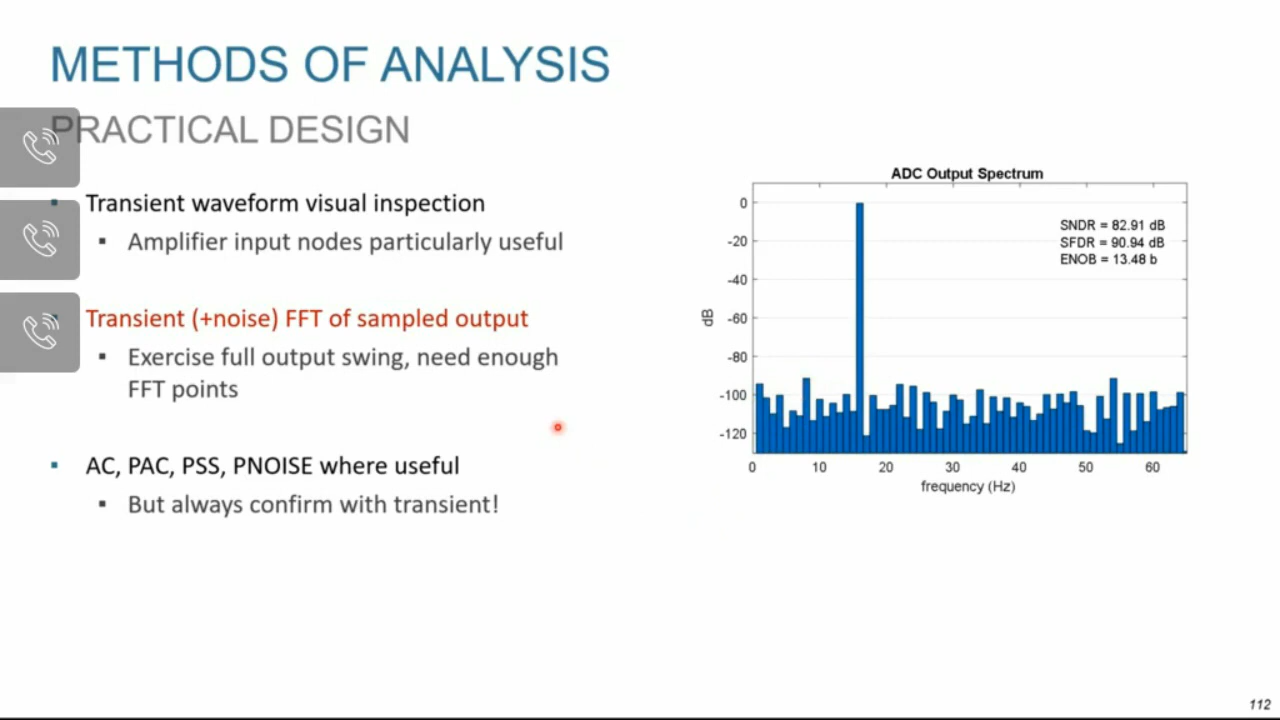 METHODS OF ANALYSIS
PRACTICAL DESIGN
Transient waveform visual inspection
Amplifier input nodes particularly useful
Transient (+noise) FFT of sampled output
Exercise full output swing, need enough
FFT points
AC, PAC, PSS, PNOISE where useful
But always confirm with transient!
ADC Output Spectrum
SNDR = 82.91 dB
SFDR = 90.94 dB
ENOB = 13.48 b
0
-20
-40
-60
-80
-100
-120
dB
0 10 20 30 40 50 60
frequency (Hz)
112